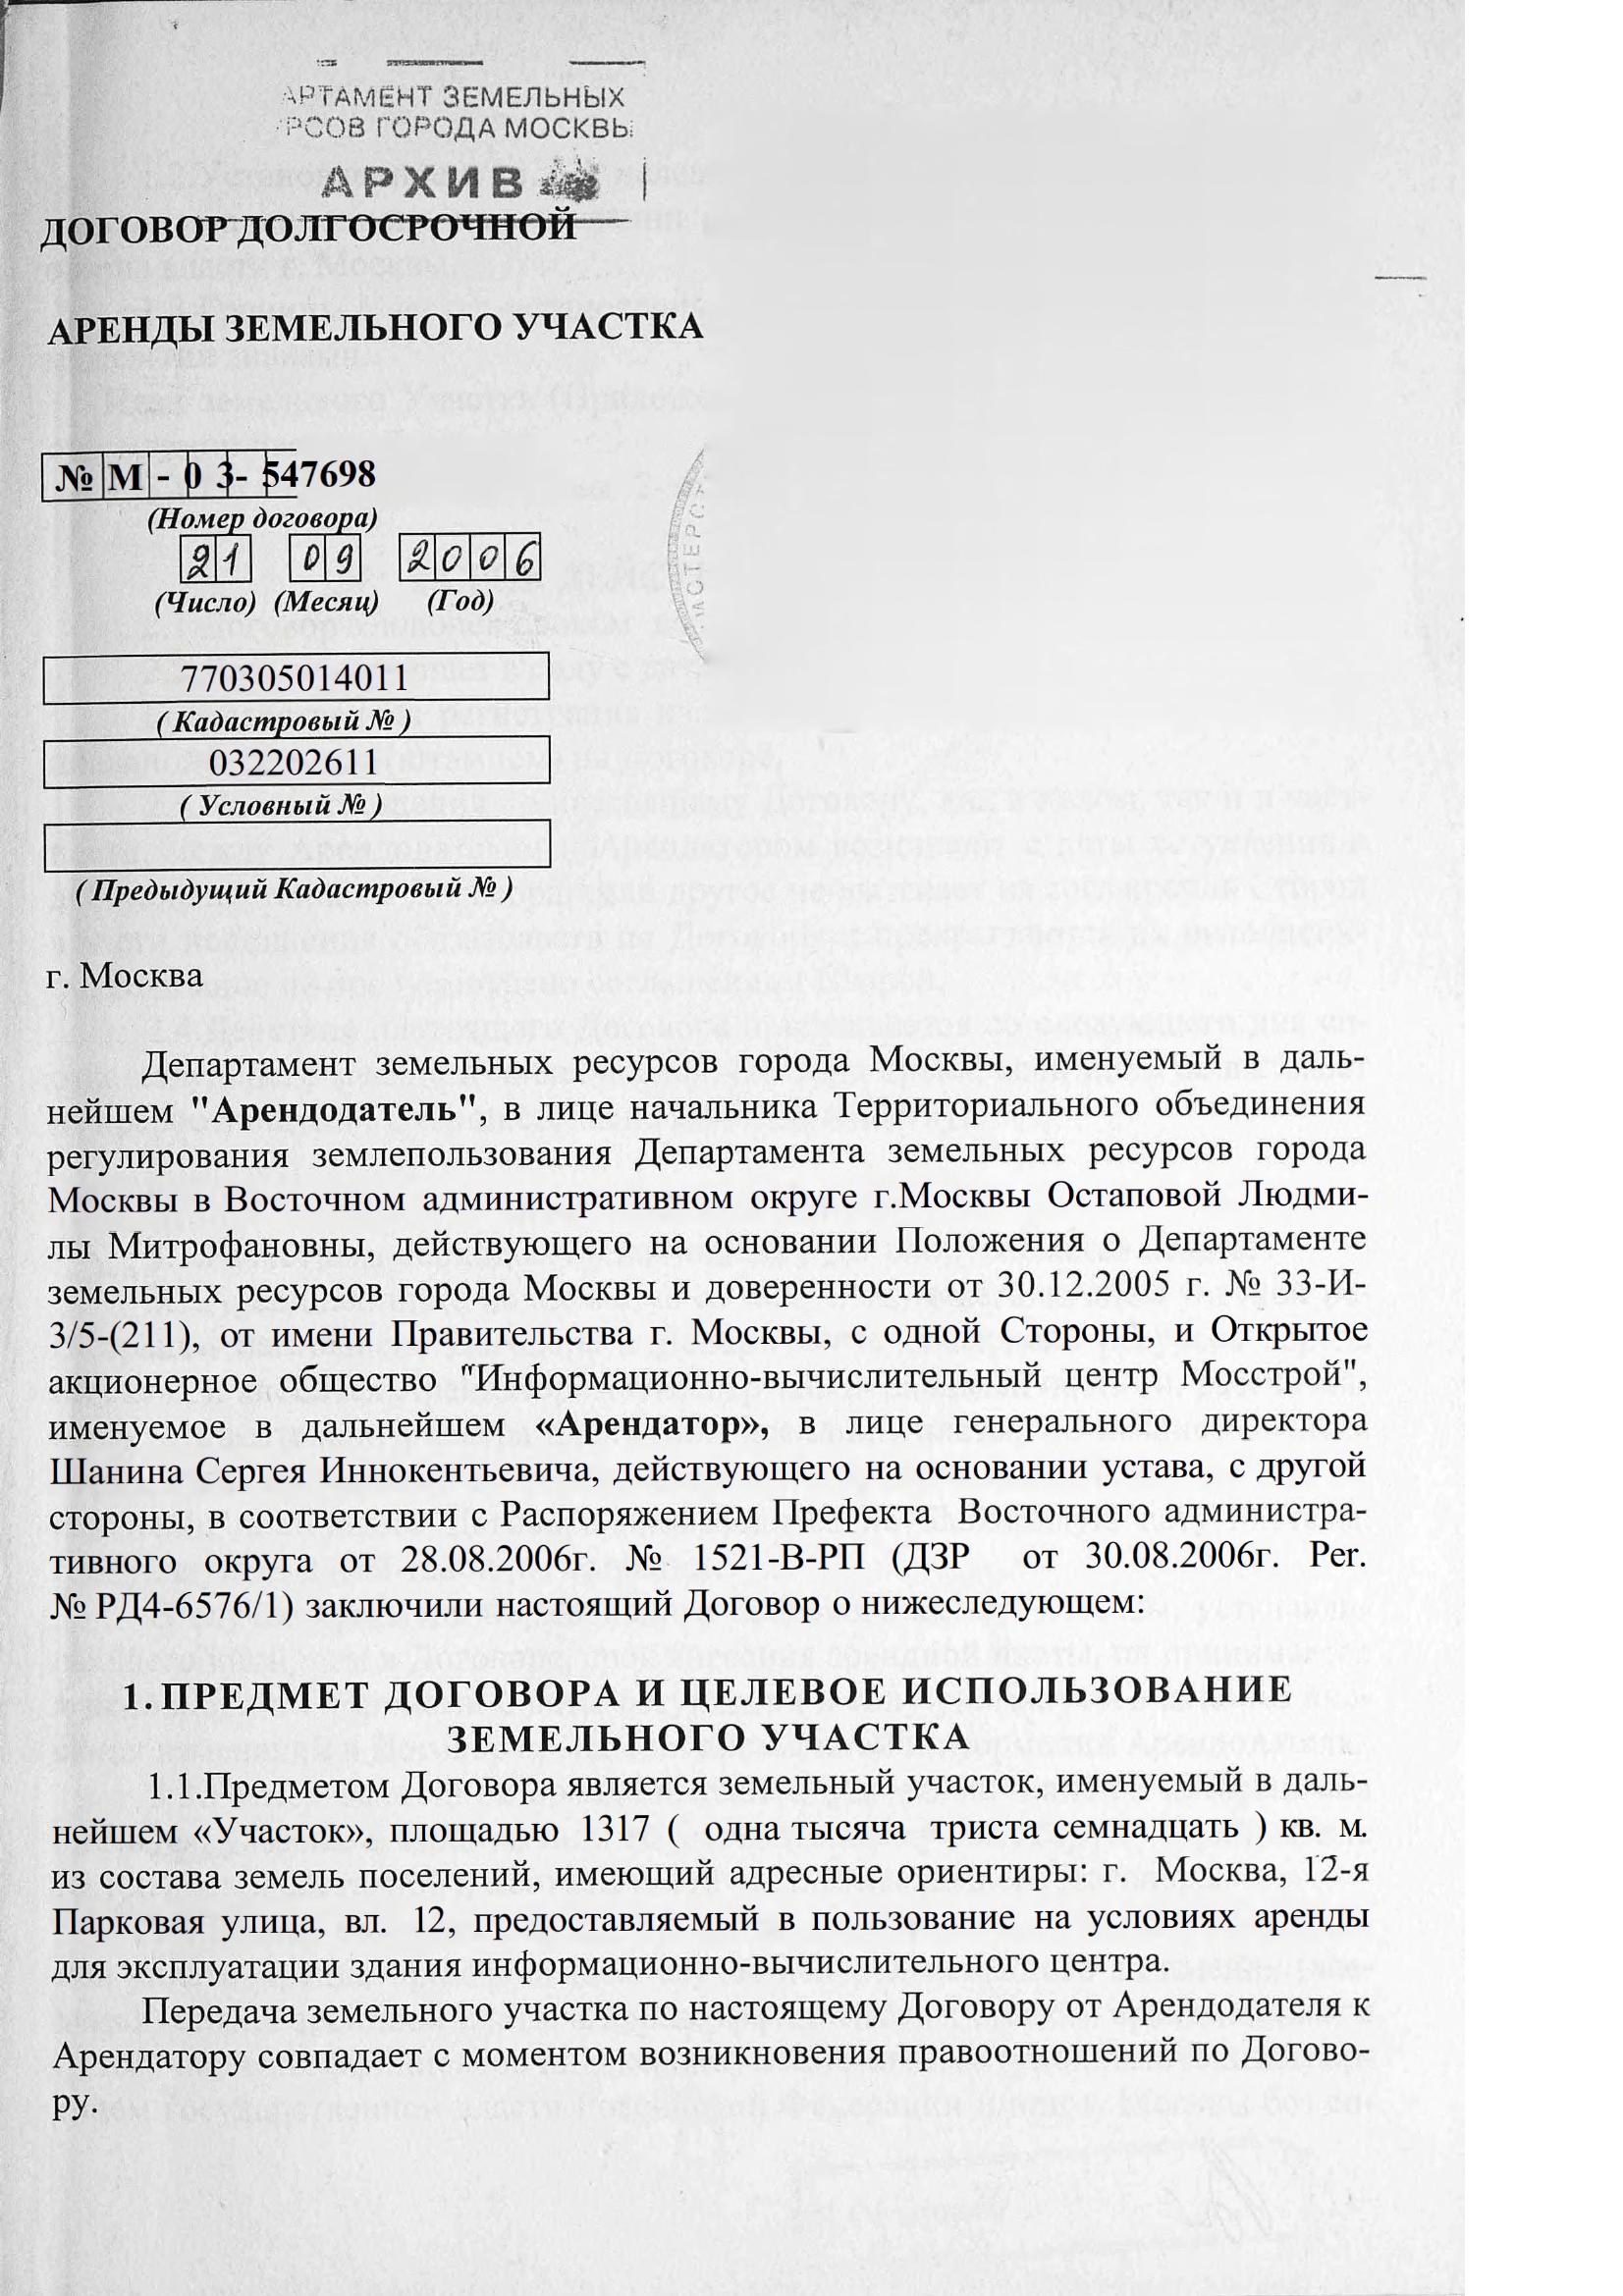 АРТАМЕНТ ЗЕМЕЛЬНЫХ
РСОВ ГОРОДА МОСКВЫ
АРХИВ
ДОГОВОР ДОЛГОСРОЧНОЙ
АРЕНДЫ ЗЕМЕЛЬНОГО УЧАСТКА
№ М - 0 3- 547698
(Номер договора)
21 09 2006
(Число) (Месяц) (Год)
770305014011
( Кадастровый № )
032202611
( Условный № )
( Предыдущий Кадастровый № )
г. Москва
Департамент земельных ресурсов города Москвы, именуемый в даль-
нейшем "Арендодатель", в лице начальника Территориального объединения
регулирования землепользования Департамента земельных ресурсов города
Москвы в Восточном административном округе г.Москвы Остаповой Людми-
лы Митрофановны, действующего на основании Положения о Департаменте
земельных ресурсов города Москвы и доверенности от 30.12.2005 г. № 33-И-
3/5-(211), от имени Правительства г. Москвы, с одной Стороны, и Открытое
акционерное общество "Информационно-вычислительный центр Мосстрой",
именуемое в дальнейшем «Арендатор», в лице генерального директора
Шанина Сергея Иннокентьевича, действующего на основании устава, с другой
стороны, в соответствии с Распоряжением Префекта Восточного администра-
тивного округа от 28.08.2006г. № 1521-В-РП (ДЗР от 30.08.2006г. Рег.
№ РД4-6576/1) заключили настоящий Договор о нижеследующем:
1. ПРЕДМЕТ ДОГОВОРА И ЦЕЛЕВОЕ ИСПОЛЬЗОВАНИЕ
ЗЕМЕЛЬНОГО УЧАСТКА
1.1.Предметом Договора является земельный участок, именуемый в даль-
нейшем «Участок», площадью 1317 ( одна тысяча триста семнадцать ) кв. м.
из состава земель поселений, имеющий адресные ориентиры: г. Москва, 12-я
Парковая улица, вл. 12, предоставляемый в пользование на условиях аренды
для эксплуатации здания информационно-вычислительного центра.
Передача земельного участка по настоящему Договору от Арендодателя к
Арендатору совпадает с моментом возникновения правоотношений по Догово-
ру.